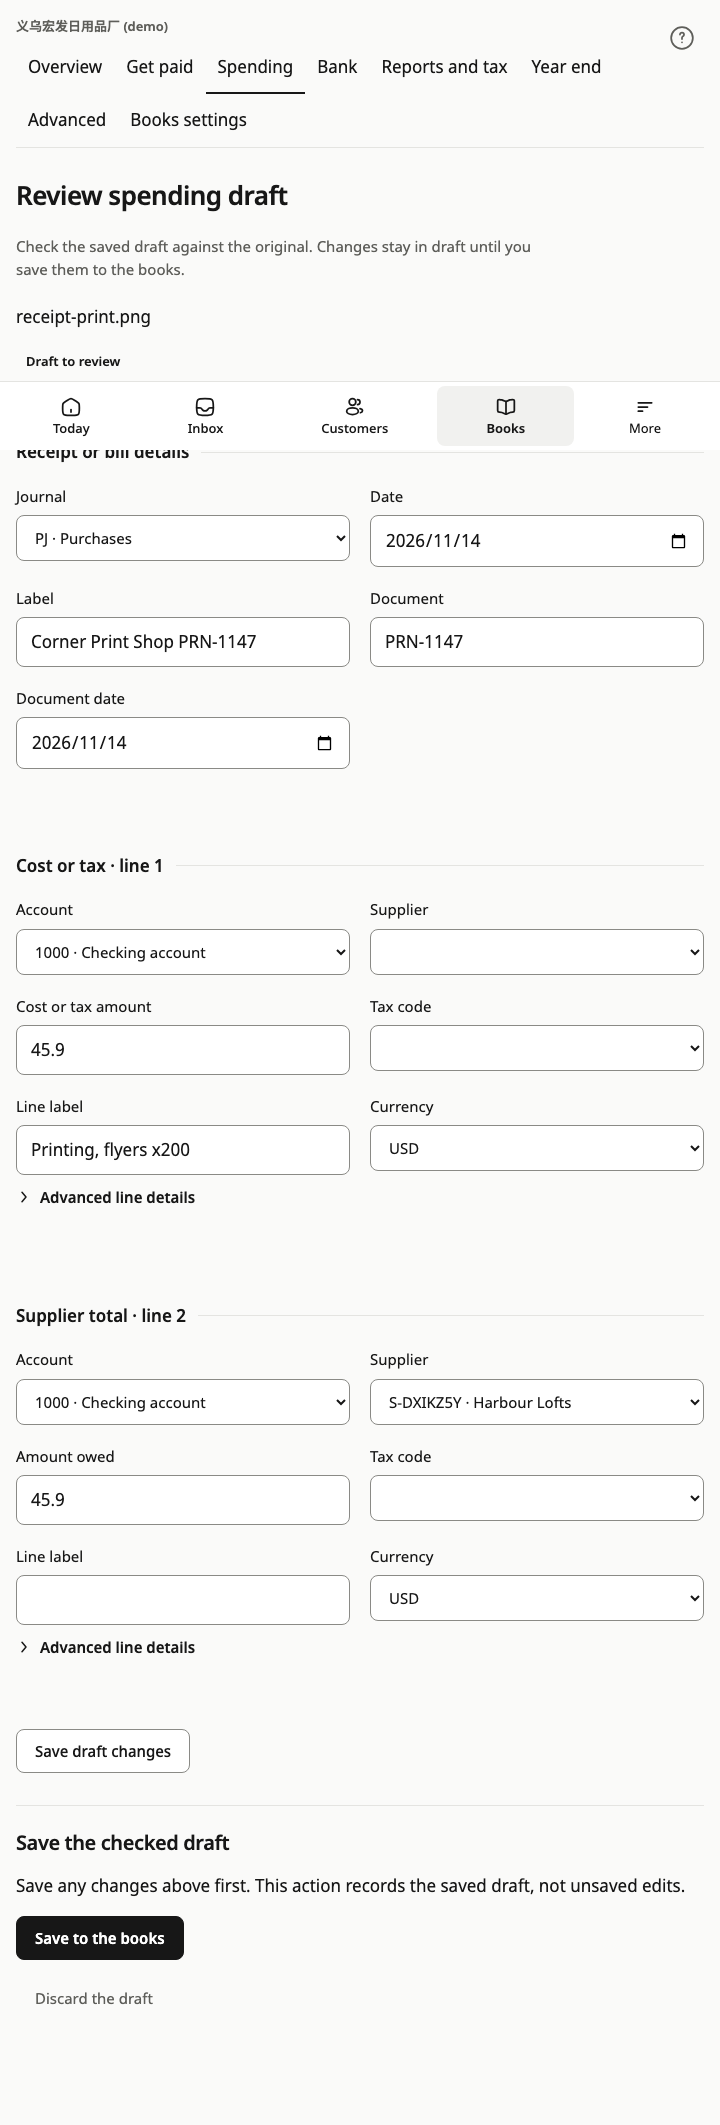 义乌宏发日用品厂 (demo)
Overview Get paid Spending Bank Reports and tax Year end
Advanced Books settings
Review spending draft
Check the saved draft against the original. Changes stay in draft until you
save them to the books.
receipt-print.png
Draft to review
Today Inbox Customers Books More
Receipt or bill details
Journal Date
PJ · Purchases 2026/11/14
Label Document
Corner Print Shop PRN-1147 PRN-1147
Document date
2026/11/14
Cost or tax · line 1
Account Supplier
1000 · Checking account
Cost or tax amount Tax code
45.9
Line label Currency
Printing, flyers x200 USD
Advanced line details
Supplier total · line 2
Account Supplier
1000 · Checking account S-DXIKZ5Y · Harbour Lofts
Amount owed Tax code
45.9
Line label Currency
USD
Advanced line details
Save draft changes
Save the checked draft
Save any changes above first. This action records the saved draft, not unsaved edits.
Save to the books
Discard the draft